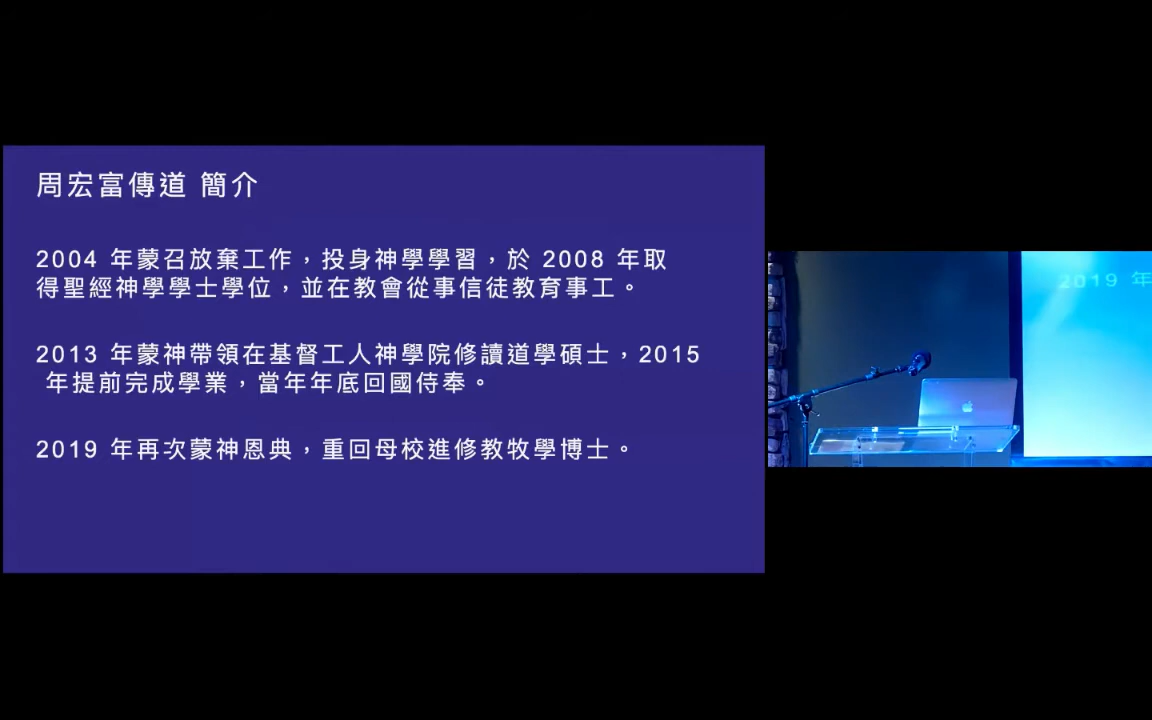 周宏富傳道 簡介
2004 年蒙召放棄工作，投身神學學習，於 2008 年取
得聖經神學學士學位，並在教會從事信徒教育事工。
2013 年蒙神帶領在基督工人神學院修讀道學碩士，2015
年提前完成學業，當年年底回國侍奉。
2019 年再次蒙神恩典，重回母校進修教牧學博士。
2019 年